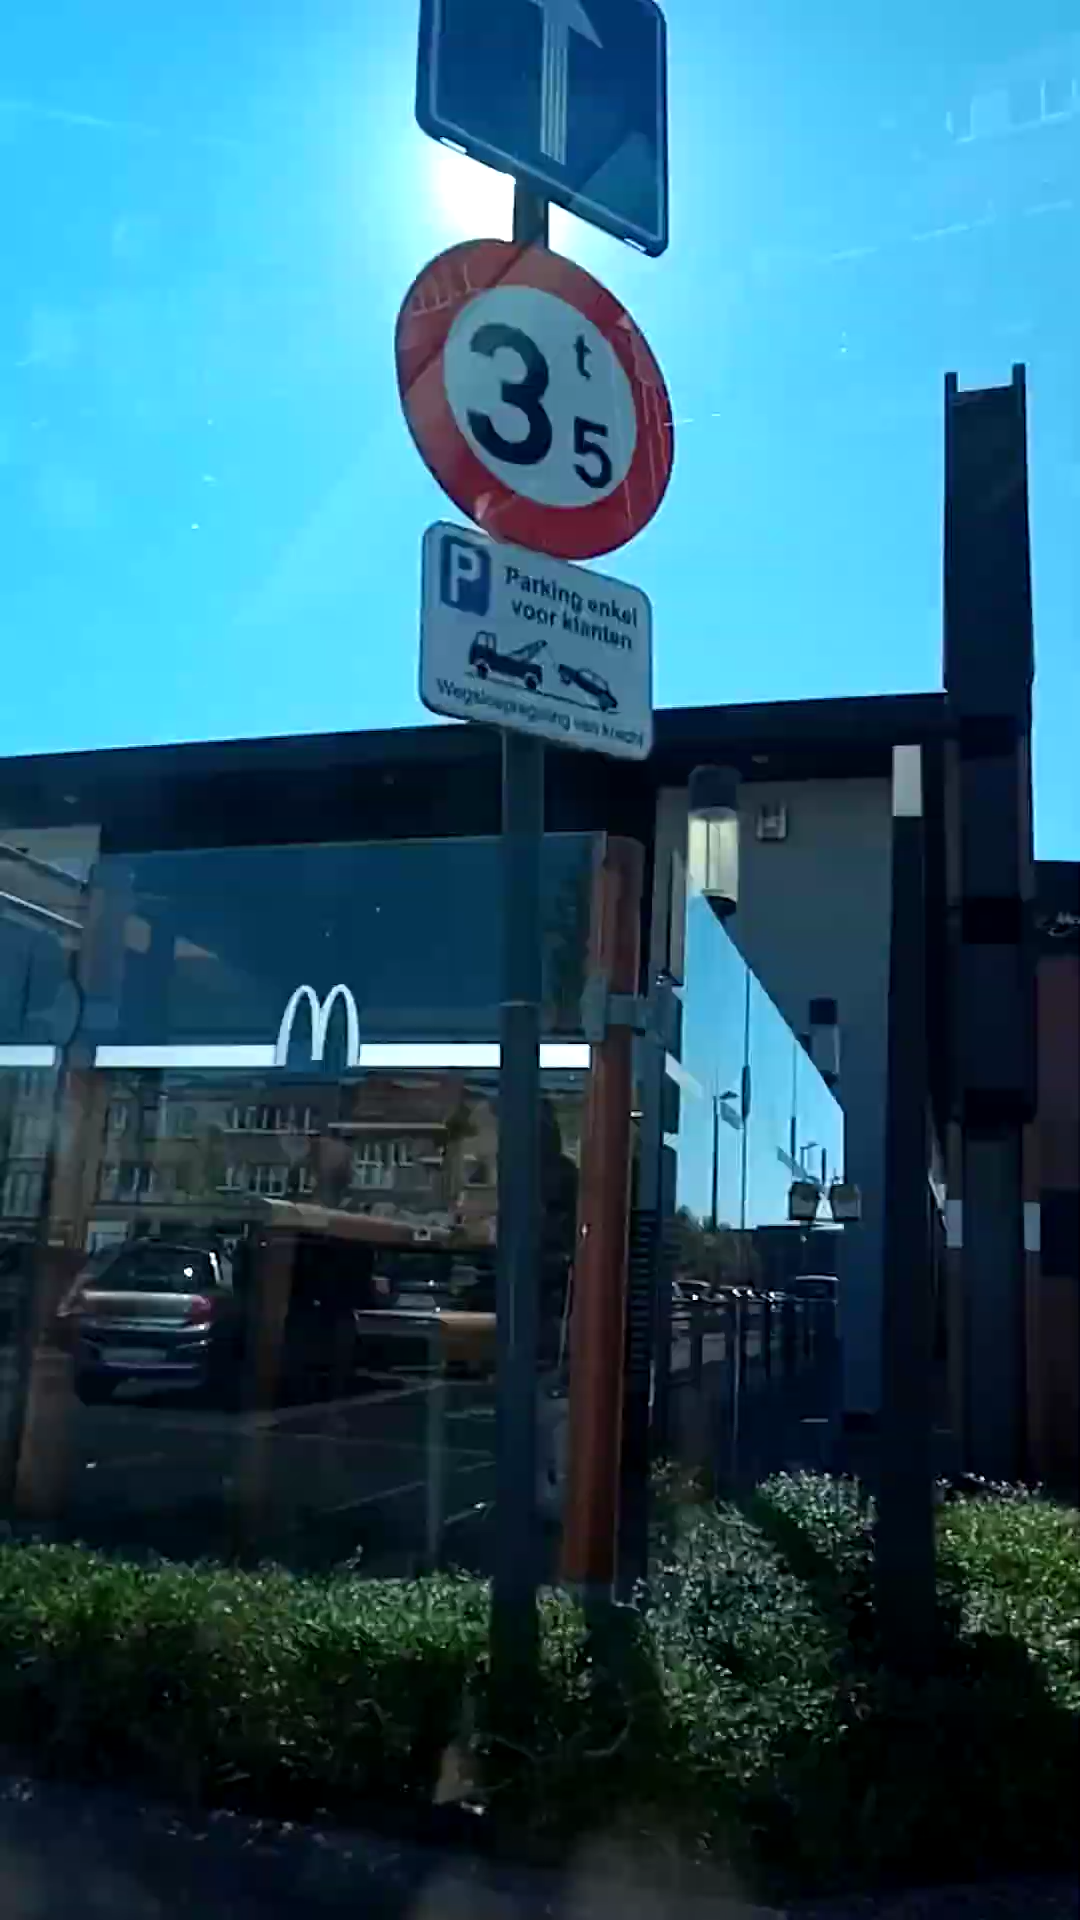 3 t 5
P Parking enkel
voor klanten
Wegsleepregeling van kracht
M